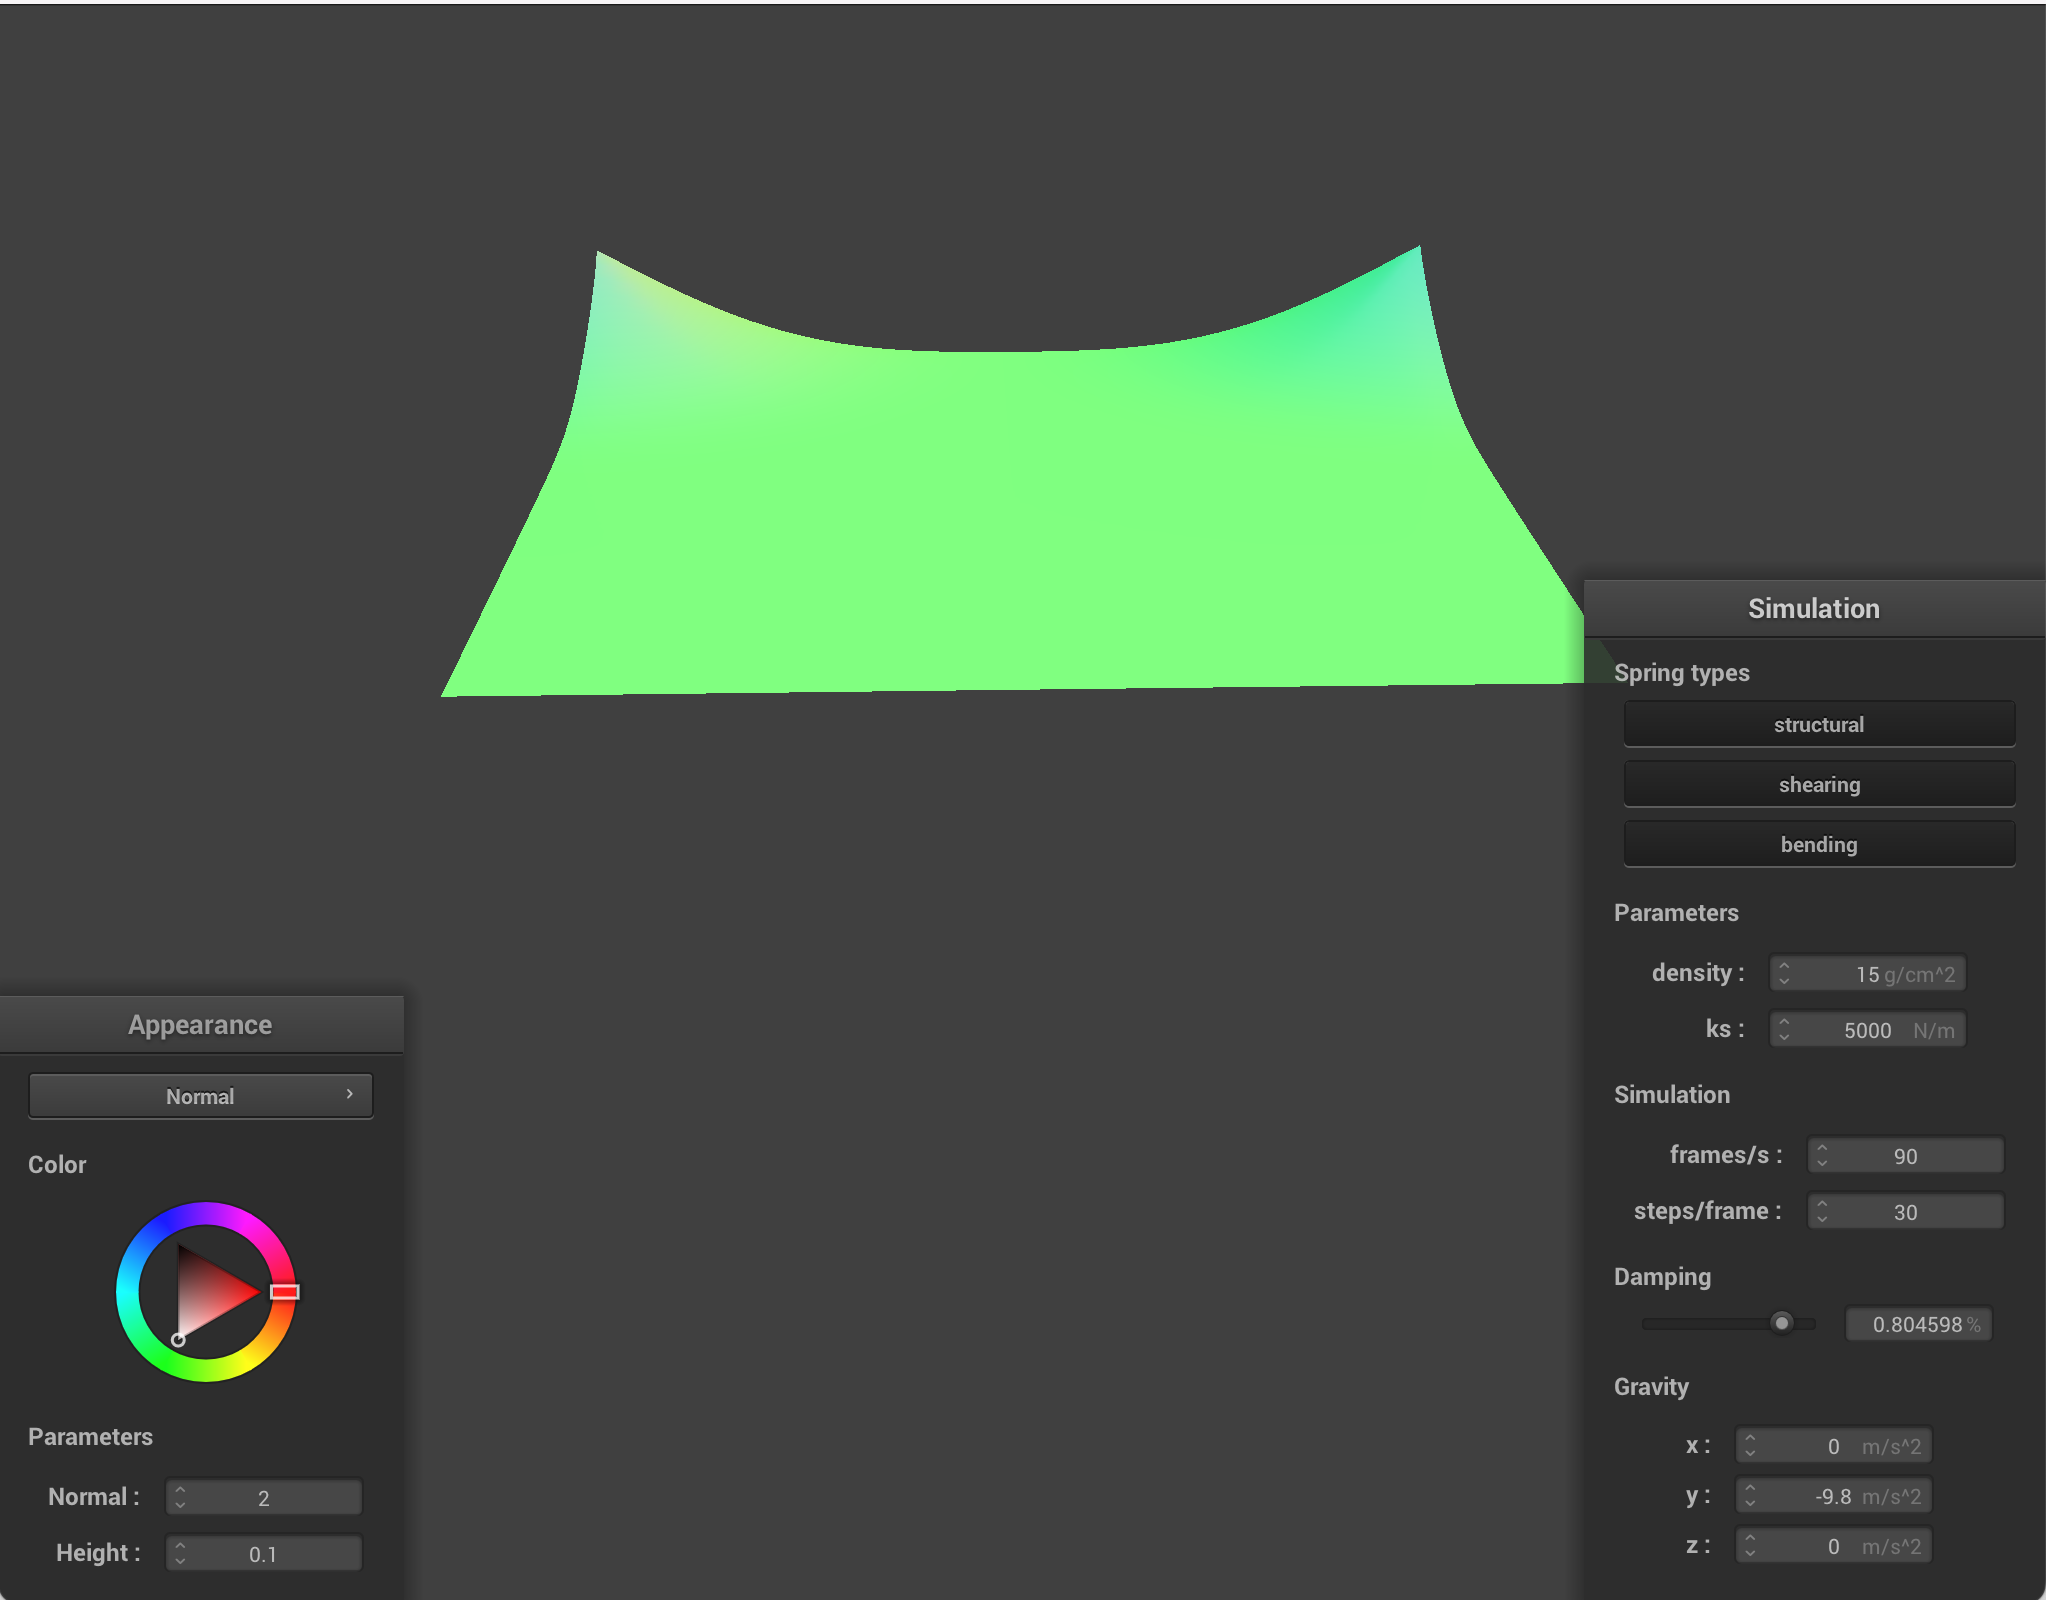 Simulation
Spring types
structural
shearing
bending
Parameters
density : 15 g/cm^2
ks : 5000 N/m
Simulation
frames/s : 90
steps/frame : 30
Damping
0.804598 %
Gravity
x : 0 m/s^2
y : -9.8 m/s^2
z : 0 m/s^2
Appearance
Normal
Color
Parameters
Normal : 2
Height : 0.1